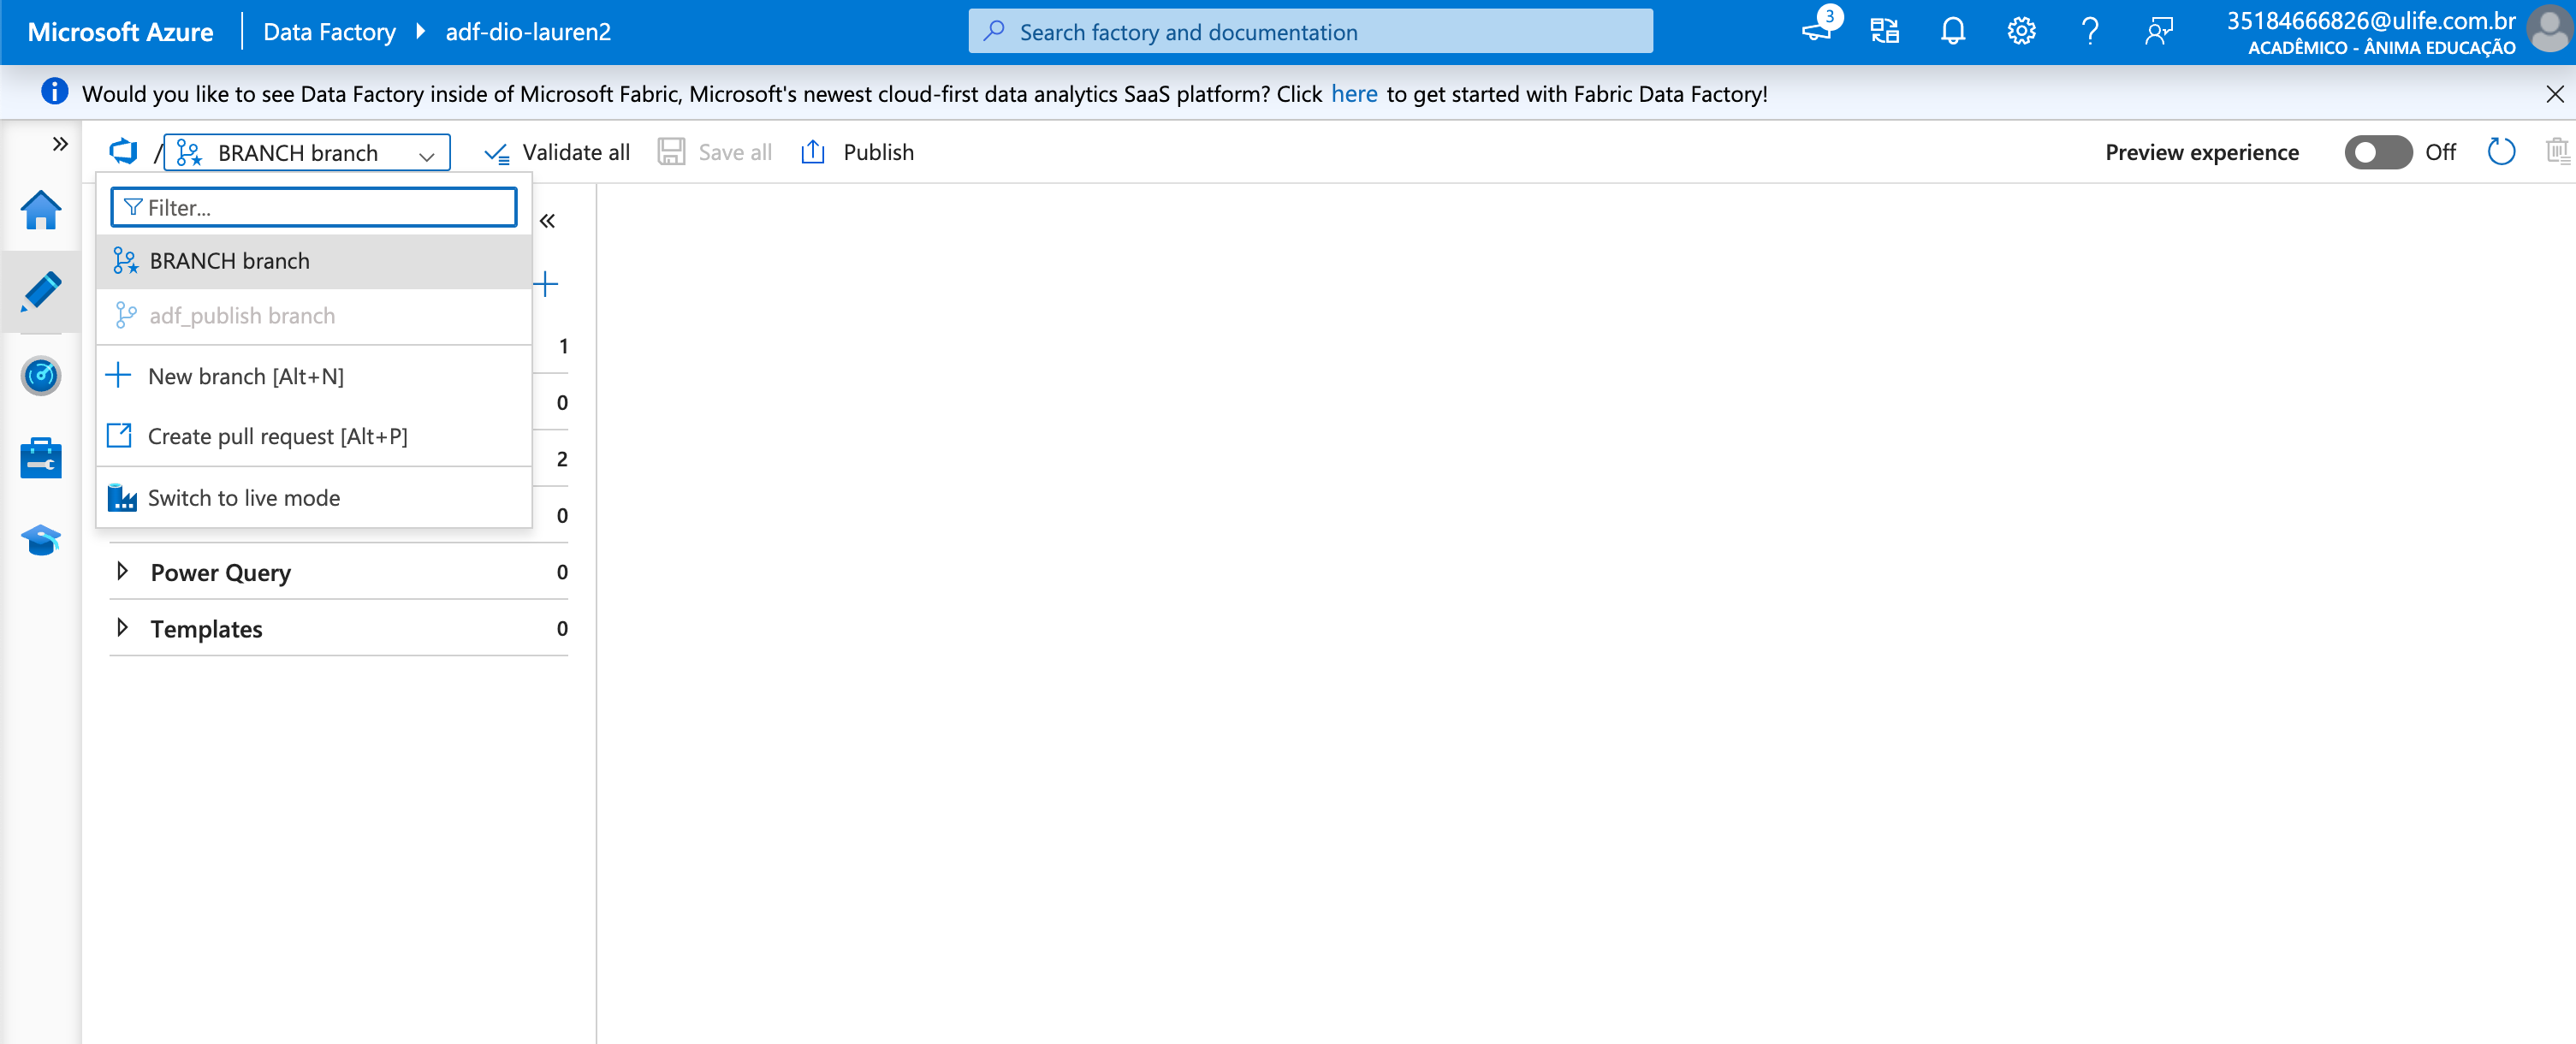 Microsoft Azure
Data Factory
adf-dio-lauren2
Search factory and documentation
3
35184666826@ulife.com.br
ACADÊMICO - ÂNIMA EDUCAÇÃO
Would you like to see Data Factory inside of Microsoft Fabric, Microsoft's newest cloud-first data analytics SaaS platform? Click here to get started with Fabric Data Factory!
/
BRANCH branch
Validate all
Save all
Publish
Preview experience
Off
Filter...
BRANCH branch
adf_publish branch
New branch [Alt+N]
Create pull request [Alt+P]
Switch to live mode
1
0
2
0
Power Query 0
Templates 0